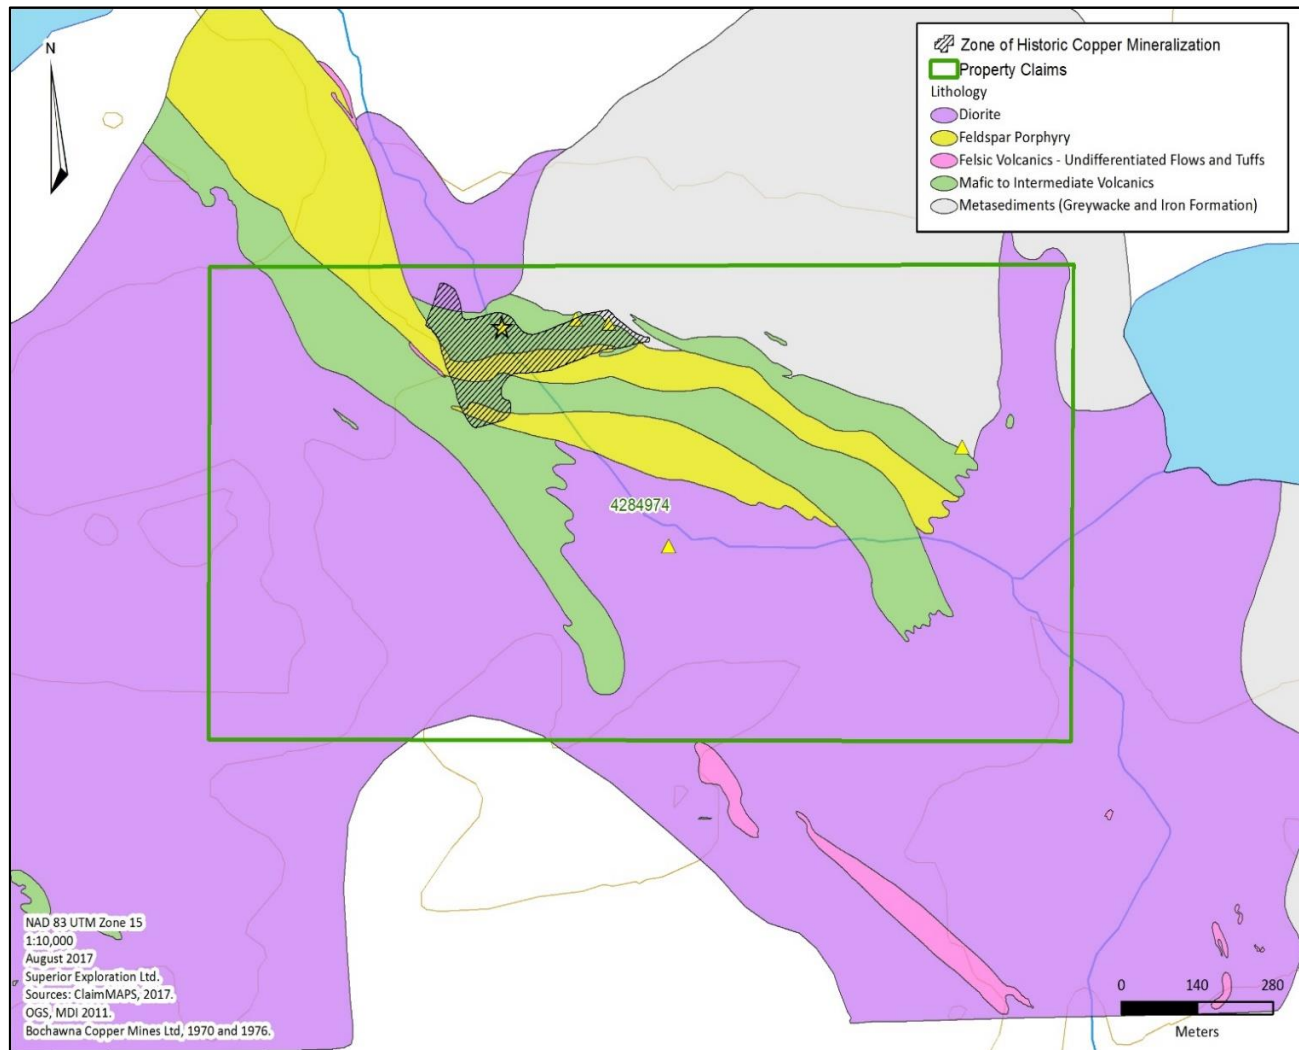 N
Zone of Historic Copper Mineralization
Property Claims
Lithology
Diorite
Feldspar Porphyry
Felsic Volcanics - Undifferentiated Flows and Tuffs
Mafic to Intermediate Volcanics
Metasediments (Greywacke and Iron Formation)
4284974
NAD 83 UTM Zone 15
1:10,000
August 2017
Superior Exploration Ltd.
Sources: ClaimMAPS, 2017.
OGS, MDI 2011.
Bochawna Copper Mines Ltd, 1970 and 1976.
0 140 280
Meters